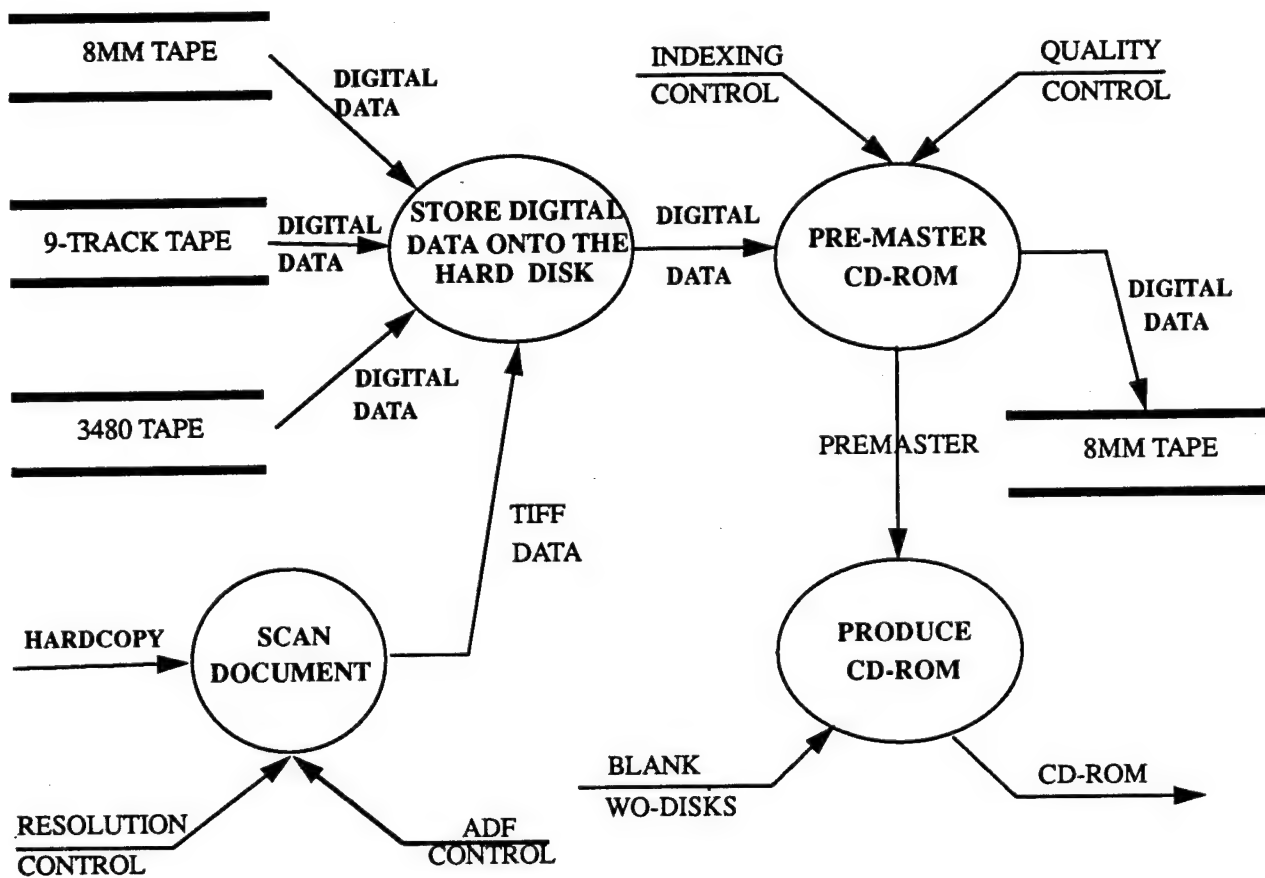 8MM TAPE
DIGITAL
DATA
INDEXING
CONTROL
QUALITY
CONTROL
9-TRACK TAPE
DIGITAL
DATA
STORE DIGITAL
DATA ONTO THE
HARD DISK
DIGITAL
DATA
PRE-MASTER
CD-ROM
DIGITAL
DATA
3480 TAPE
DIGITAL
DATA
PREMASTER
8MM TAPE
TIFF
DATA
HARDCOPY
SCAN
DOCUMENT
PRODUCE
CD-ROM
BLANK
WO-DISKS
CD-ROM
RESOLUTION
CONTROL
ADF
CONTROL